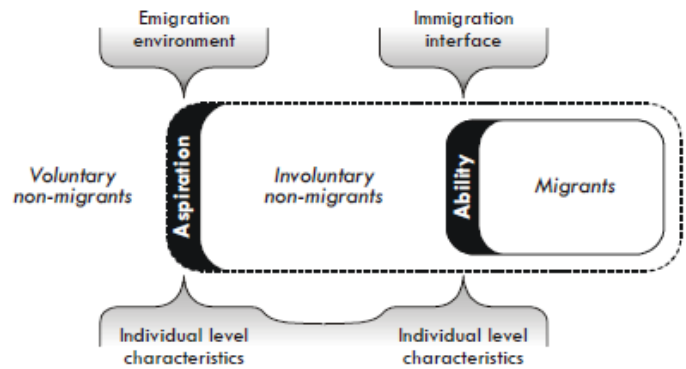 Emigration
environment
Immigration
interface
Voluntary
non-migrants
Aspiration
Involuntary
non-migrants
Ability
Migrants
Individual level
characteristics
Individual level
characteristics